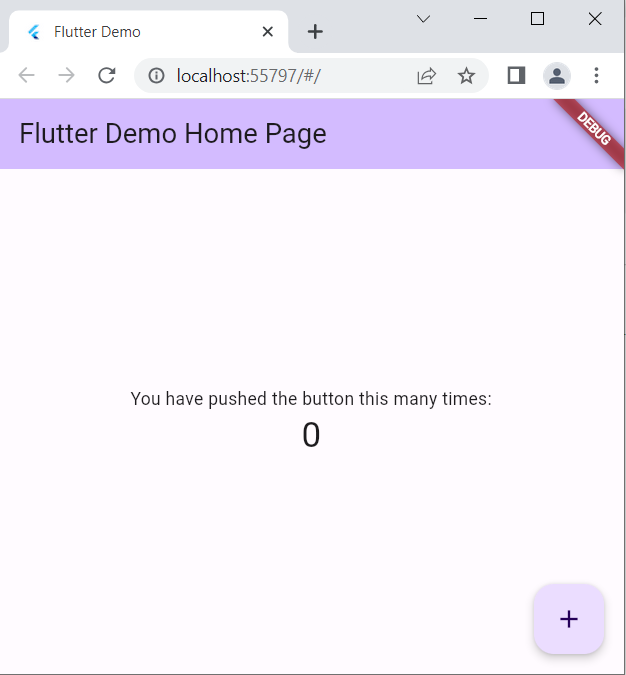 Flutter Demo
localhost:55797/#/
Flutter Demo Home Page
DEBUG
You have pushed the button this many times:
0